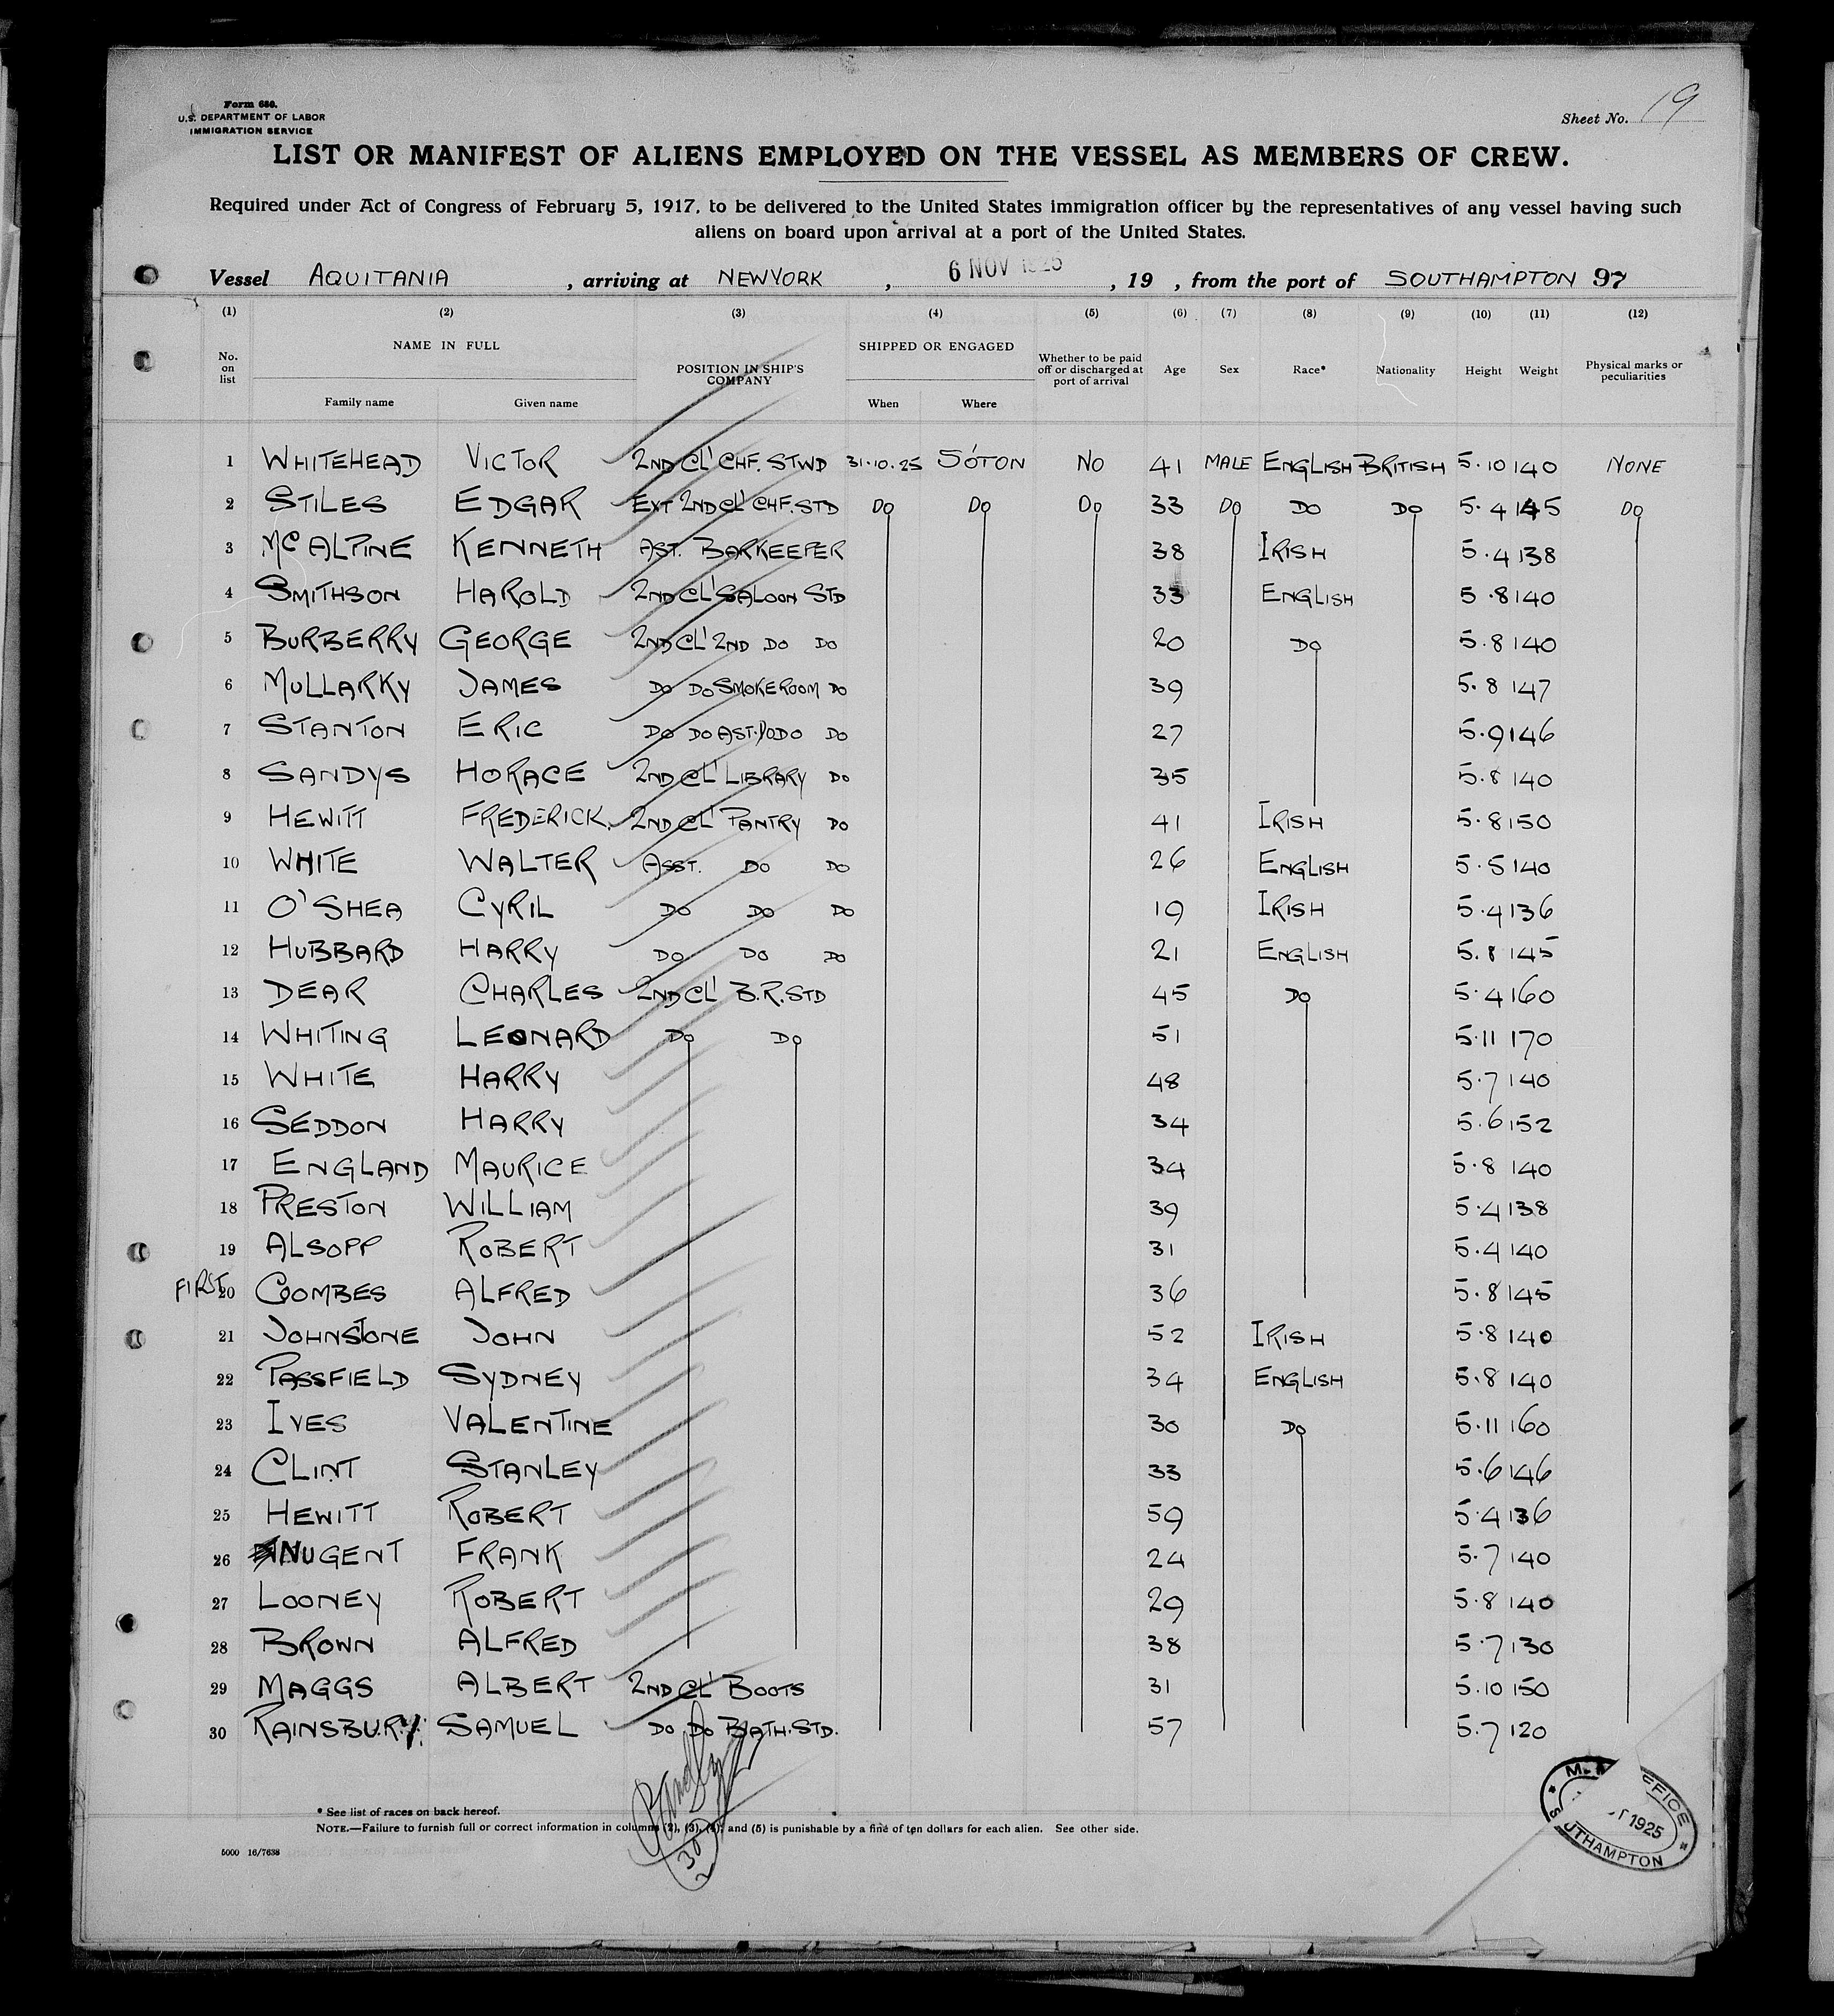 Form 680.
U.S. DEPARTMENT OF LABOR
IMMIGRATION SERVICE
Sheet No. 19
LIST OR MANIFEST OF ALIENS EMPLOYED ON THE VESSEL AS MEMBERS OF CREW.
Required under Act of Congress of February 5, 1917, to be delivered to the United States immigration officer by the representatives of any vessel having such
aliens on board upon arrival at a port of the United States.
Vessel AQUITANIA, arriving at NEWYORK, 6 NOV 1925, 19 , from the port of SOUTHAMPTON 97
(1) (2) (3) (4) (5) (6) (7) (8) (9) (10) (11) (12)
No. on list NAME IN FULL Family name Given name POSITION IN SHIP'S COMPANY SHIPPED OR ENGAGED When Where Whether to be paid off or discharged at port of arrival Age Sex Race* Nationality Height Weight Physical marks or peculiarities
1 WHITEHEAD VICTOR 2ND CL' CHF. STWD 31.10.25 S'OTON NO 41 MALE ENGLISH BRITISH 5.10 140 NONE
2 STILES EDGAR EXT 2ND CL' CHF. STD DO DO DO 33 DO DO DO 5.4 145 DO
3 MCALPINE KENNETH AST. BARKEEPER 38 IRISH 5.4 138
4 SMITHSON HAROLD 2ND CL' SALOON STD 33 ENGLISH 5.8 140
5 BURBERRY GEORGE 2ND CL' 2ND DO DO 20 DO 5.8 140
6 MULLARKY JAMES DO DO SMOKEROOM DO 39 5.8 147
7 STANTON ERIC DO DO AST. DO DO 27 5.9 146
8 SANDYS HORACE 2ND CL' LIBRARY DO 35 5.8 140
9 HEWITT FREDERICK. 2ND CL' PANTRY DO 41 IRISH 5.8 150
10 WHITE WALTER ASST. DO DO 26 ENGLISH 5.5 140
11 O'SHEA CYRIL DO DO DO 19 IRISH 5.4 136
12 HUBBARD HARRY DO DO DO 21 ENGLISH 5.8 145
13 DEAR CHARLES 2ND CL' B.R. STD 45 DO 5.4 160
14 WHITING LEONARD DO DO 51 5.11 170
15 WHITE HARRY 48 5.7 140
16 SEDDON HARRY 34 5.6 152
17 ENGLAND MAURICE 34 5.8 140
18 PRESTON WILLIAM 39 5.4 138
19 ALSOPP ROBERT 31 5.4 140
FIRST 20 COOMBES ALFRED 36 5.8 145
21 JOHNSTONE JOHN 52 IRISH 5.8 140
22 PASSFIELD SYDNEY 34 ENGLISH 5.8 140
23 IVES VALENTINE 30 DO 5.11 160
24 CLINT STANLEY 33 5.6 146
25 HEWITT ROBERT 59 5.4 136
26 NUGENT FRANK 24 5.7 140
27 LOONEY ROBERT 29 5.8 140
28 BROWN ALFRED 38 5.7 130
29 MAGGS ALBERT 2ND CL' BOOTS 31 5.10 150
30 RAINSBURY SAMUEL DO DO BATH. STD. 57 5.7 120
* See list of races on back hereof.
NOTE.—Failure to furnish full or correct information in columns (2), (3), (4), and (5) is punishable by a fine of ten dollars for each alien. See other side.
30
5000 16/7638
1925